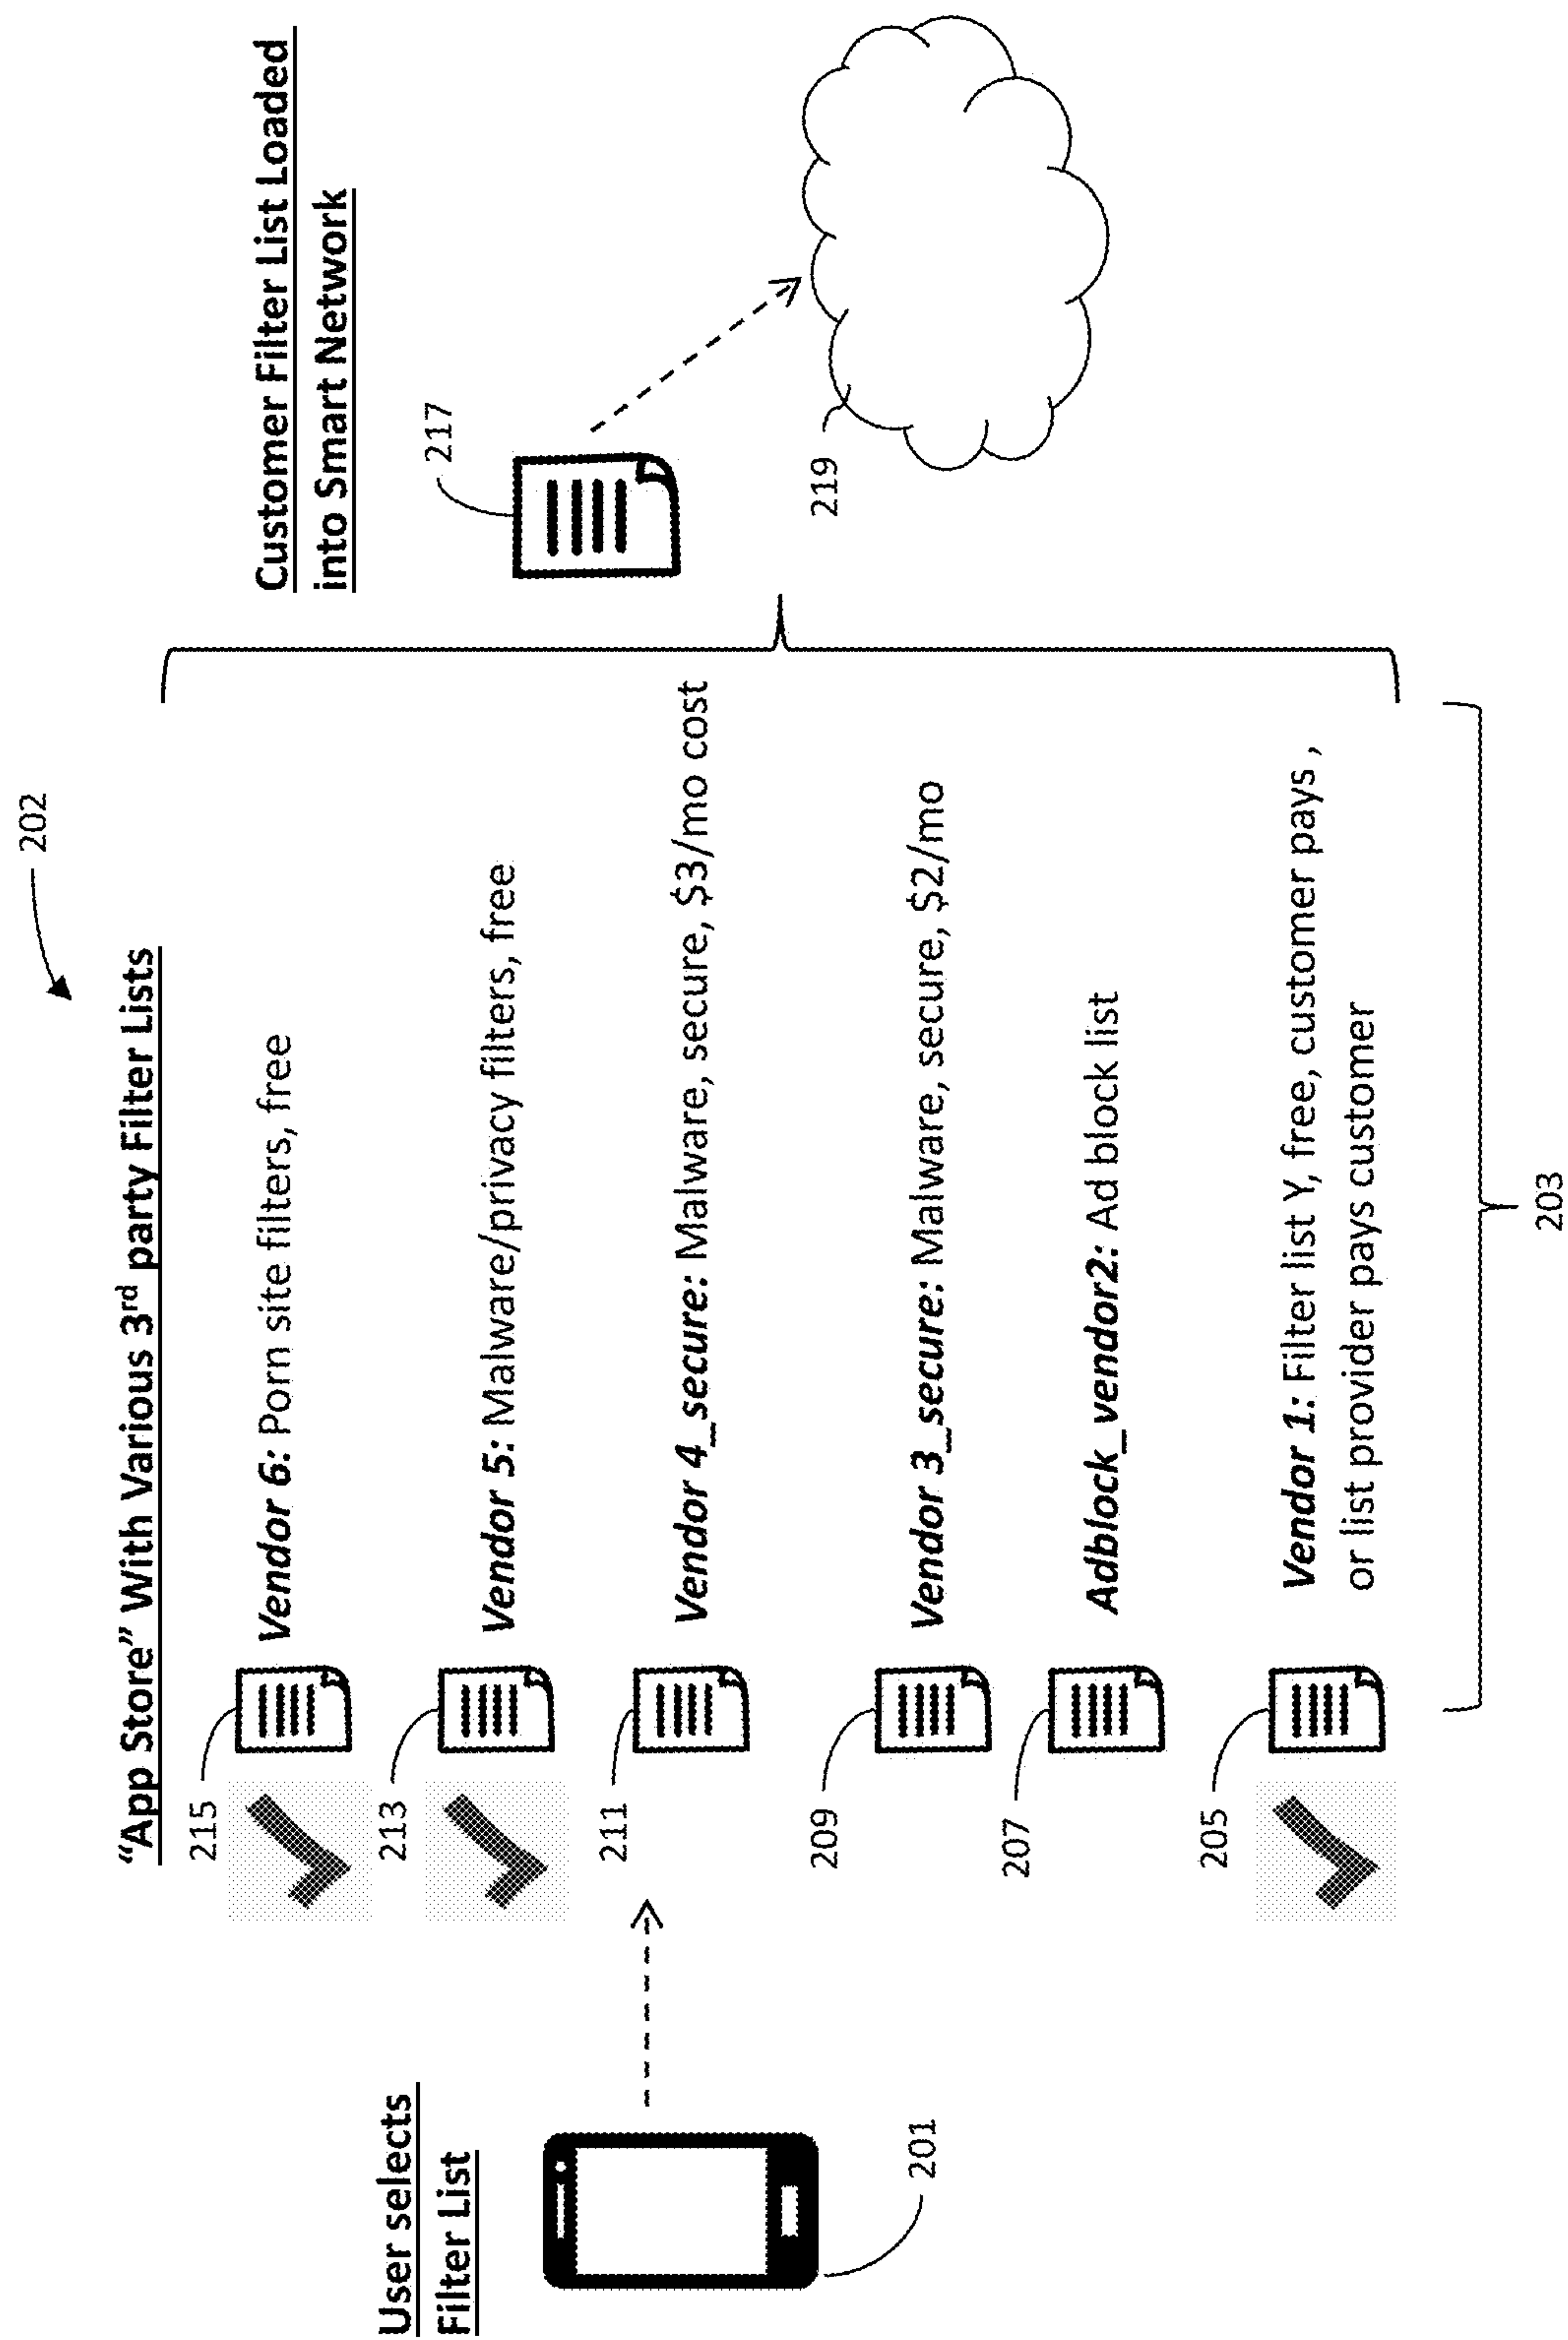 202
User selects
Filter List
201
“App Store” With Various 3rd party Filter Lists
215
Vendor 6: Porn site filters, free
213
Vendor 5: Malware/privacy filters, free
211
Vendor 4_secure: Malware, secure, $3/mo cost
209
Vendor 3_secure: Malware, secure, $2/mo
207
Adblock_vendor2: Ad block list
205
Vendor 1: Filter list Y, free, customer pays ,
or list provider pays customer
203
Customer Filter List Loaded
into Smart Network
217
219